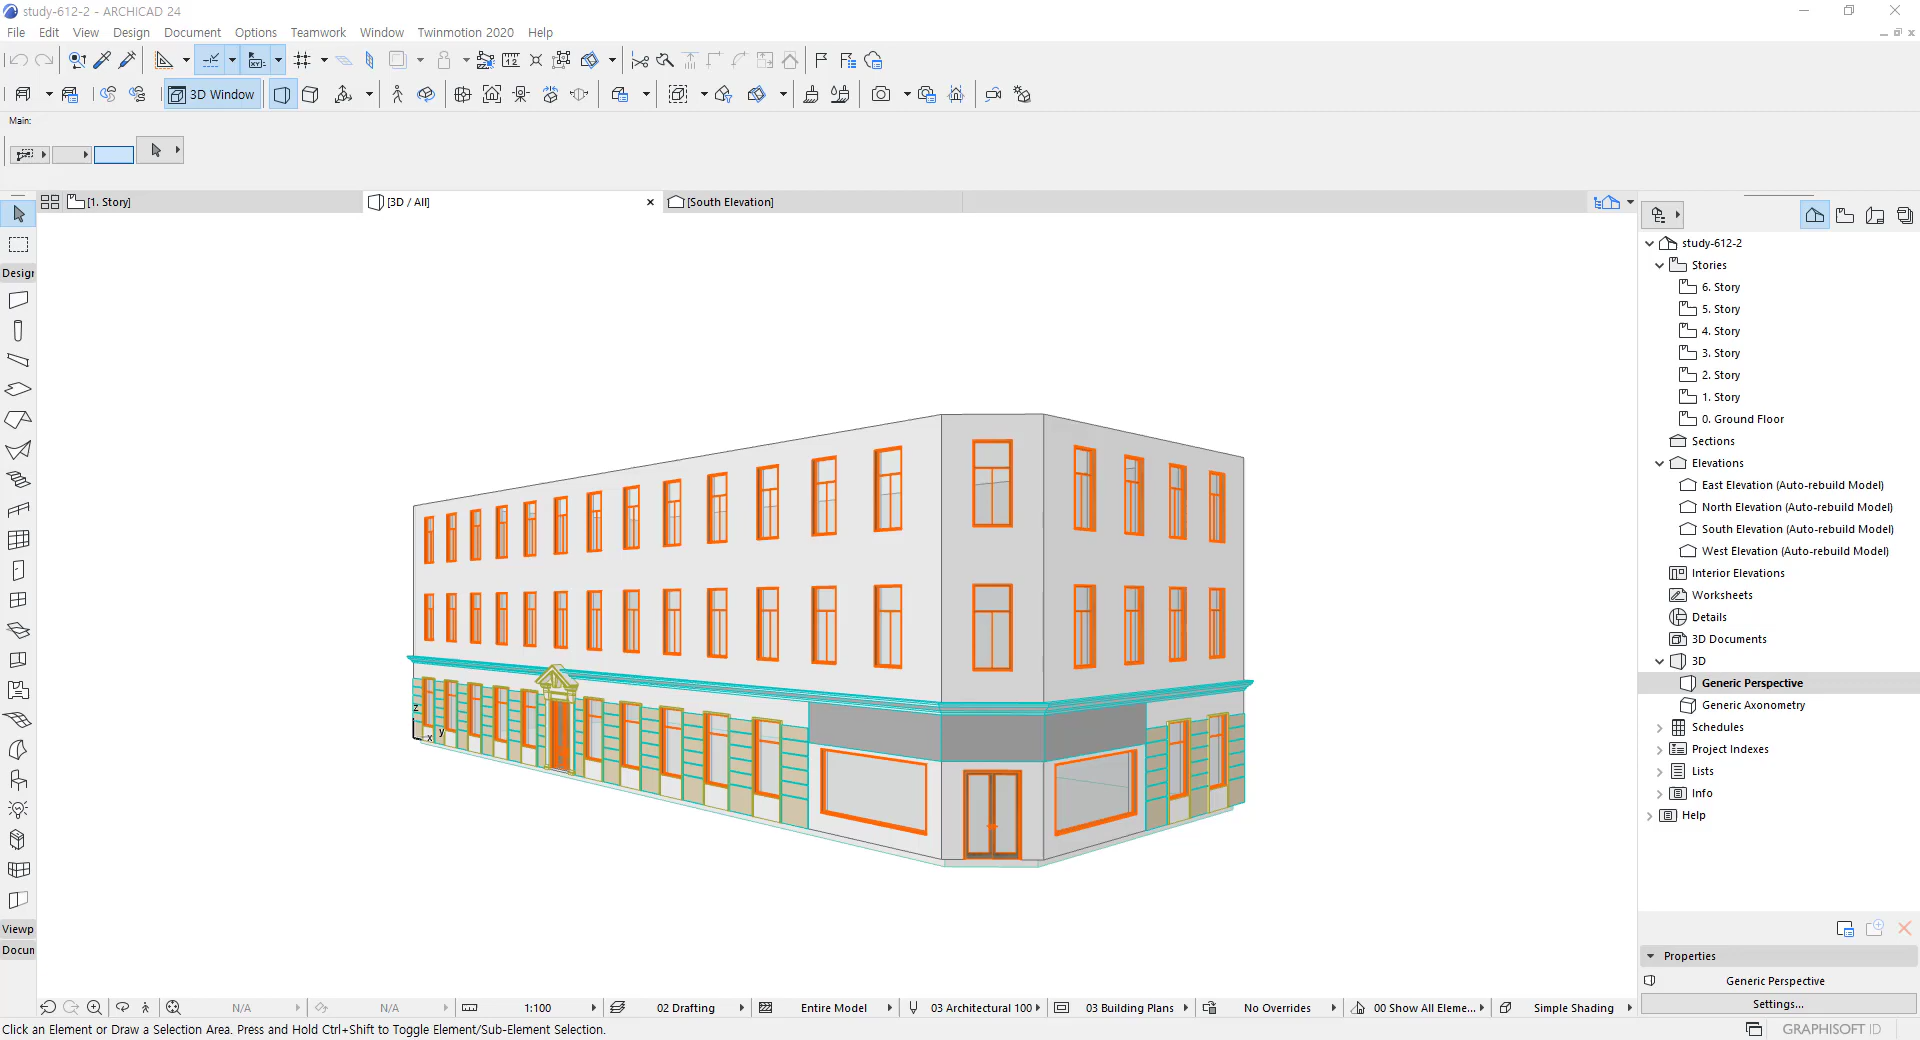 study-612-2 - ARCHICAD 24
File Edit View Design Document Options Teamwork Window Twinmotion 2020 Help
3D Window
Main:
[1. Story] [3D / All] [South Elevation]
study-612-2
Desigr
Stories
6. Story
5. Story
4. Story
3. Story
2. Story
1. Story
0. Ground Floor
Sections
Elevations
East Elevation (Auto-rebuild Model)
North Elevation (Auto-rebuild Model)
South Elevation (Auto-rebuild Model)
West Elevation (Auto-rebuild Model)
Interior Elevations
Worksheets
Details
3D Documents
3D
Generic Perspective
Generic Axonometry
Schedules
Project Indexes
Lists
Info
Help
z
y
x
Viewp
Docun
Properties
Generic Perspective
Settings...
N/A N/A 1:100 02 Drafting Entire Model 03 Architectural 100 03 Building Plans No Overrides 00 Show All Eleme... Simple Shading
Click an Element or Draw a Selection Area. Press and Hold Ctrl+Shift to Toggle Element/Sub-Element Selection.
GRAPHISOFT ID